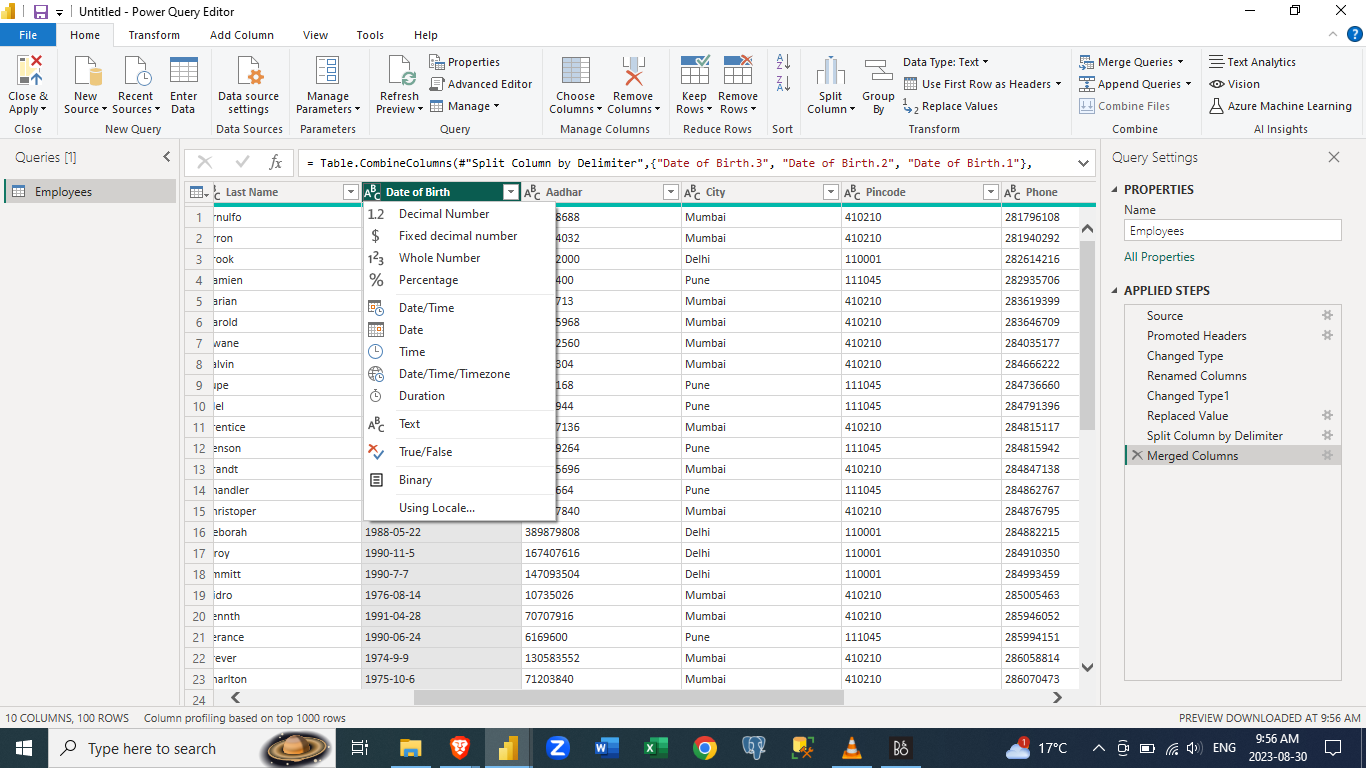 Untitled - Power Query Editor
File Home Transform Add Column View Tools Help
Close & Apply
New Source
Recent Sources
Enter Data
Data source settings
Manage Parameters
Refresh Preview
Properties
Advanced Editor
Manage
Choose Columns
Remove Columns
Keep Rows
Remove Rows
Split Column
Group By
Data Type: Text
Use First Row as Headers
Replace Values
Merge Queries
Append Queries
Combine Files
Text Analytics
Vision
Azure Machine Learning
Close New Query Data Sources Parameters Query Manage Columns Reduce Rows Sort Transform Combine AI Insights
Queries [1]
Employees
= Table.CombineColumns(#"Split Column by Delimiter",{"Date of Birth.3", "Date of Birth.2", "Date of Birth.1"},
Last Name Date of Birth Aadhar City Pincode Phone
1 rnulfo 8688 Mumbai 410210 281796108
2 rron 4032 Mumbai 410210 281940292
3 rook 2000 Delhi 110001 282614216
4 amien 400 Pune 111045 282935706
5 arian 713 Mumbai 410210 283619399
6 arold 5968 Mumbai 410210 283646709
7 wane 2560 Mumbai 410210 284035177
8 alvin 304 Mumbai 410210 284666222
9 upe 168 Pune 111045 284736660
10 lel 944 Pune 111045 284791396
11 rentice 7136 Mumbai 410210 284815117
12 enson 9264 Pune 111045 284815942
13 randt 5696 Mumbai 410210 284847138
14 handler 664 Pune 111045 284862767
15 hristoper 7840 Mumbai 410210 284876795
16 eborah 1988-05-22 389879808 Delhi 110001 284882215
17 roy 1990-11-5 167407616 Delhi 110001 284910350
18 mmitt 1990-7-7 147093504 Delhi 110001 284993459
19 idro 1976-08-14 10735026 Mumbai 410210 285005463
20 ennth 1991-04-28 70707916 Mumbai 410210 285946052
21 erance 1990-06-24 6169600 Pune 111045 285994151
22 rever 1974-9-9 130583552 Mumbai 410210 286058814
23 harlton 1975-10-6 71203840 Mumbai 410210 286070473
24
1.2 Decimal Number
$ Fixed decimal number
123 Whole Number
% Percentage
Date/Time
Date
Time
Date/Time/Timezone
Duration
ABC Text
True/False
Binary
Using Locale...
Query Settings
PROPERTIES
Name
Employees
All Properties
APPLIED STEPS
Source
Promoted Headers
Changed Type
Renamed Columns
Changed Type1
Replaced Value
Split Column by Delimiter
Merged Columns
10 COLUMNS, 100 ROWS Column profiling based on top 1000 rows PREVIEW DOWNLOADED AT 9:56 AM
Type here to search
1 17°C ENG
9:56 AM
2023-08-30